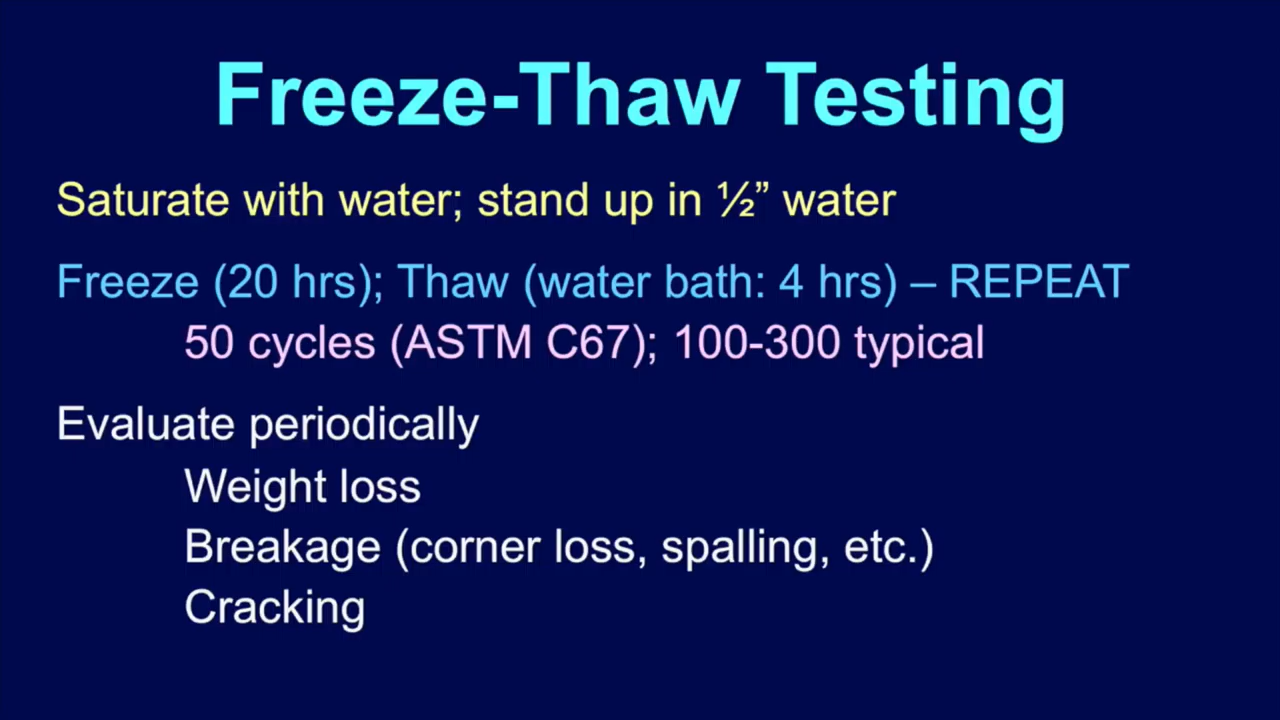 Freeze-Thaw Testing
Saturate with water; stand up in ½” water
Freeze (20 hrs); Thaw (water bath: 4 hrs) – REPEAT
50 cycles (ASTM C67); 100-300 typical
Evaluate periodically
Weight loss
Breakage (corner loss, spalling, etc.)
Cracking